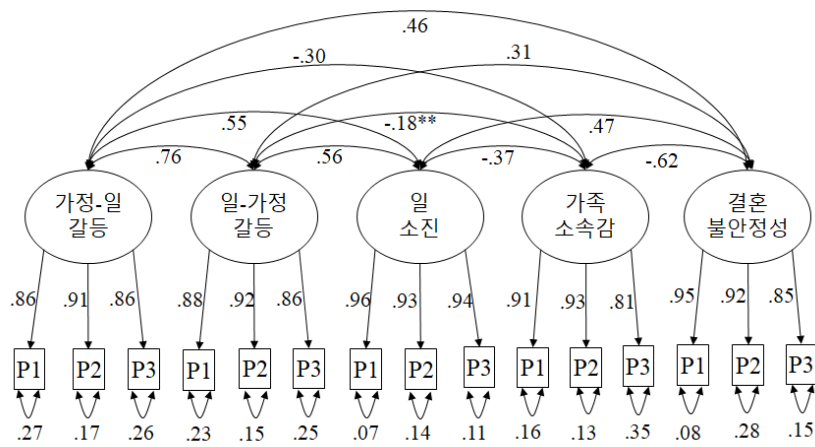 .46
-.30
.31
.55
-.18**
.47
.76
.56
-.37
-.62
가정-일
갈등
일-가정
갈등
일
소진
가족
소속감
결혼
불안정성
.86
.91
.86
.88
.92
.86
.96
.93
.94
.91
.93
.81
.95
.92
.85
P1
P2
P3
P1
P2
P3
P1
P2
P3
P1
P2
P3
P1
P2
P3
.27
.17
.26
.23
.15
.25
.07
.14
.11
.16
.13
.35
.08
.28
.15